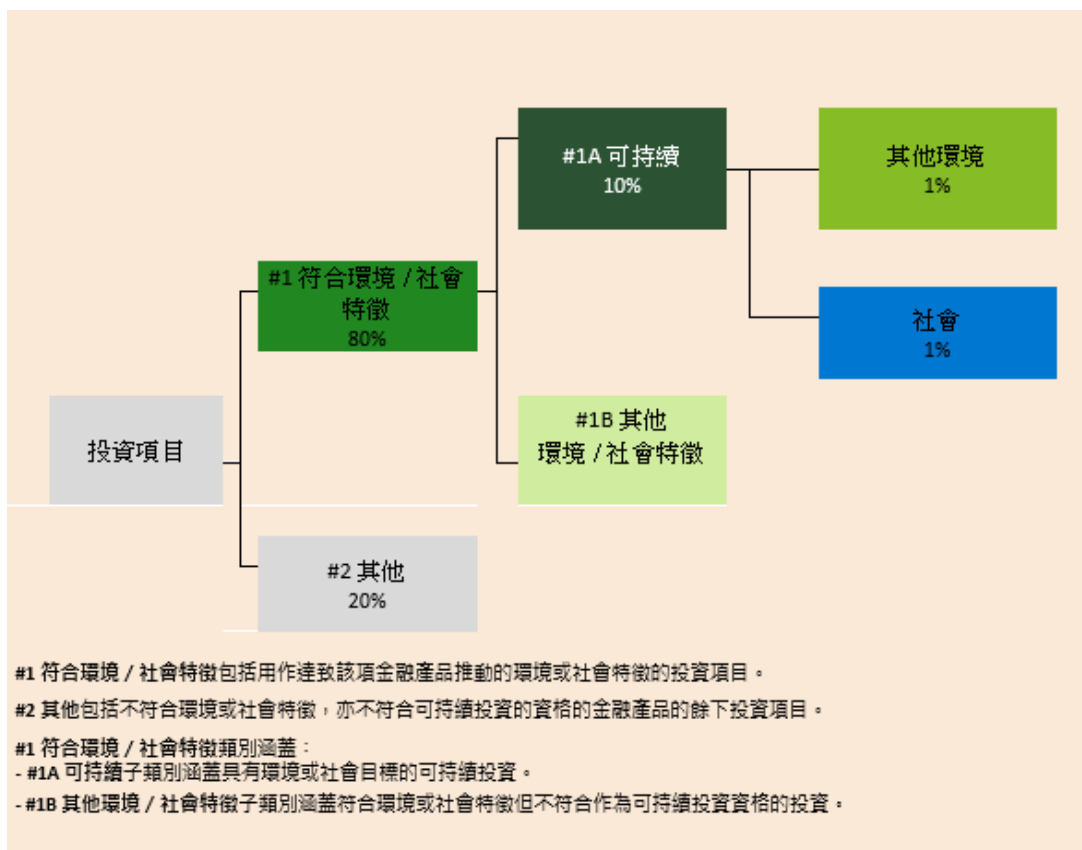 #1A 可持續
10%
其他環境
1%
#1 符合環境 / 社會
特徵
80%
社會
1%
#1B 其他
環境 / 社會特徵
投資項目
#2 其他
20%
#1 符合環境 / 社會特徵包括用作達致該項金融產品推動的環境或社會特徵的投資項目。
#2 其他包括不符合環境或社會特徵，亦不符合可持續投資的資格的金融產品的餘下投資項目。
#1 符合環境 / 社會特徵類別涵蓋：
- #1A 可持續子類別涵蓋具有環境或社會目標的可持續投資。
- #1B 其他環境 / 社會特徵子類別涵蓋符合環境或社會特徵但不符合作為可持續投資資格的投資。